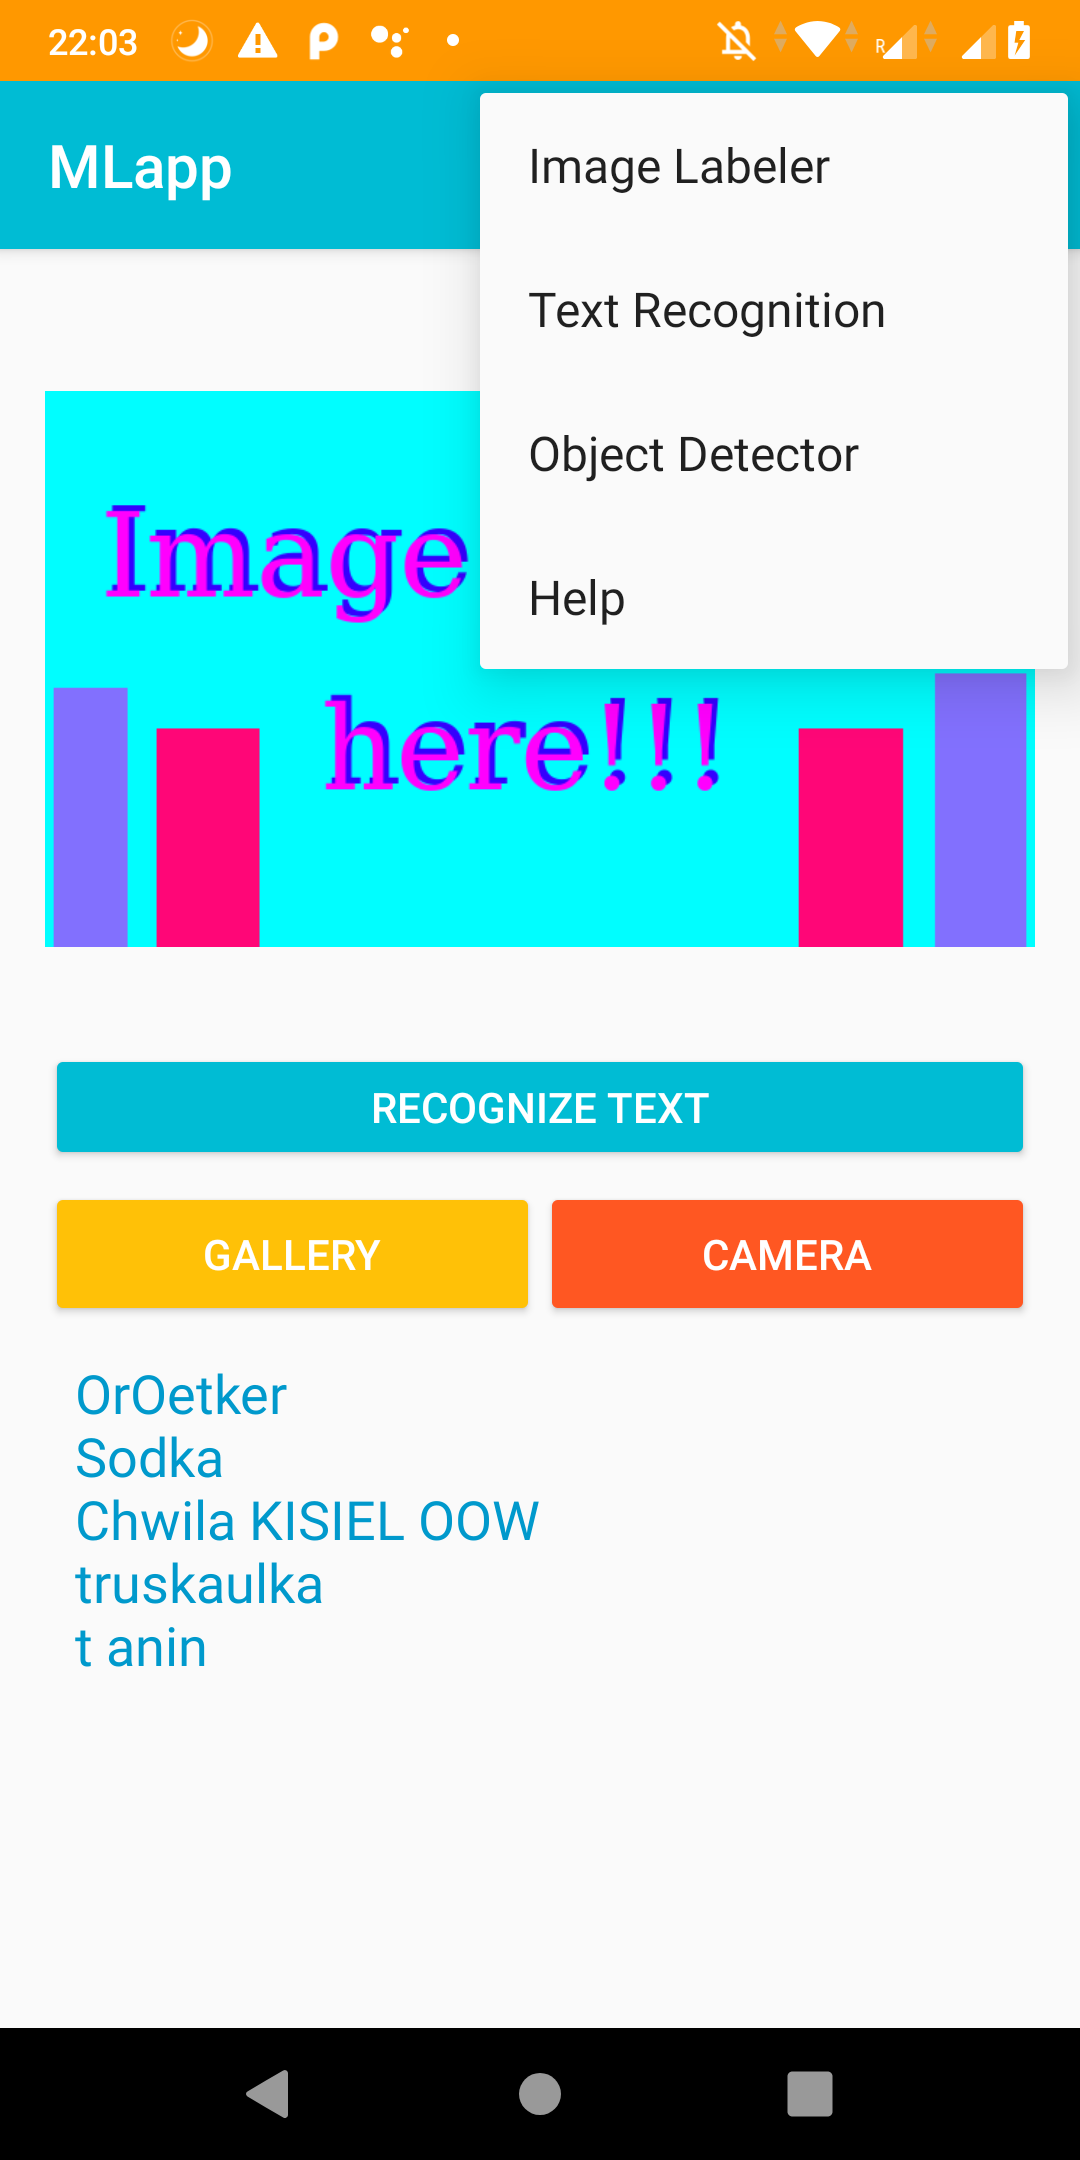 22:03
R
MLapp
Image Labeler
Text Recognition
Object Detector
Help
Image
here!!!
RECOGNIZE TEXT
GALLERY
CAMERA
OrOetker
Sodka
Chwila KISIEL OOW
truskaulka
t anin